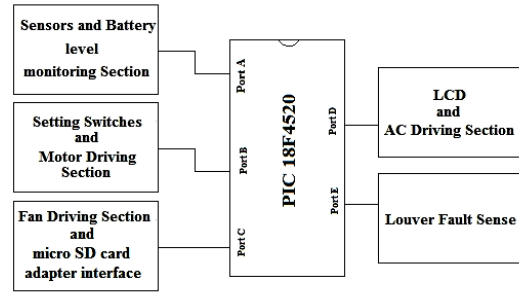 Sensors and Battery
level
monitoring Section
Setting Switches
and
Motor Driving
Section
Fan Driving Section
and
micro SD card
adapter interface
Port A
Port B
Port C
PIC 18F4520
Port D
Port E
LCD
and
AC Driving Section
Louver Fault Sense